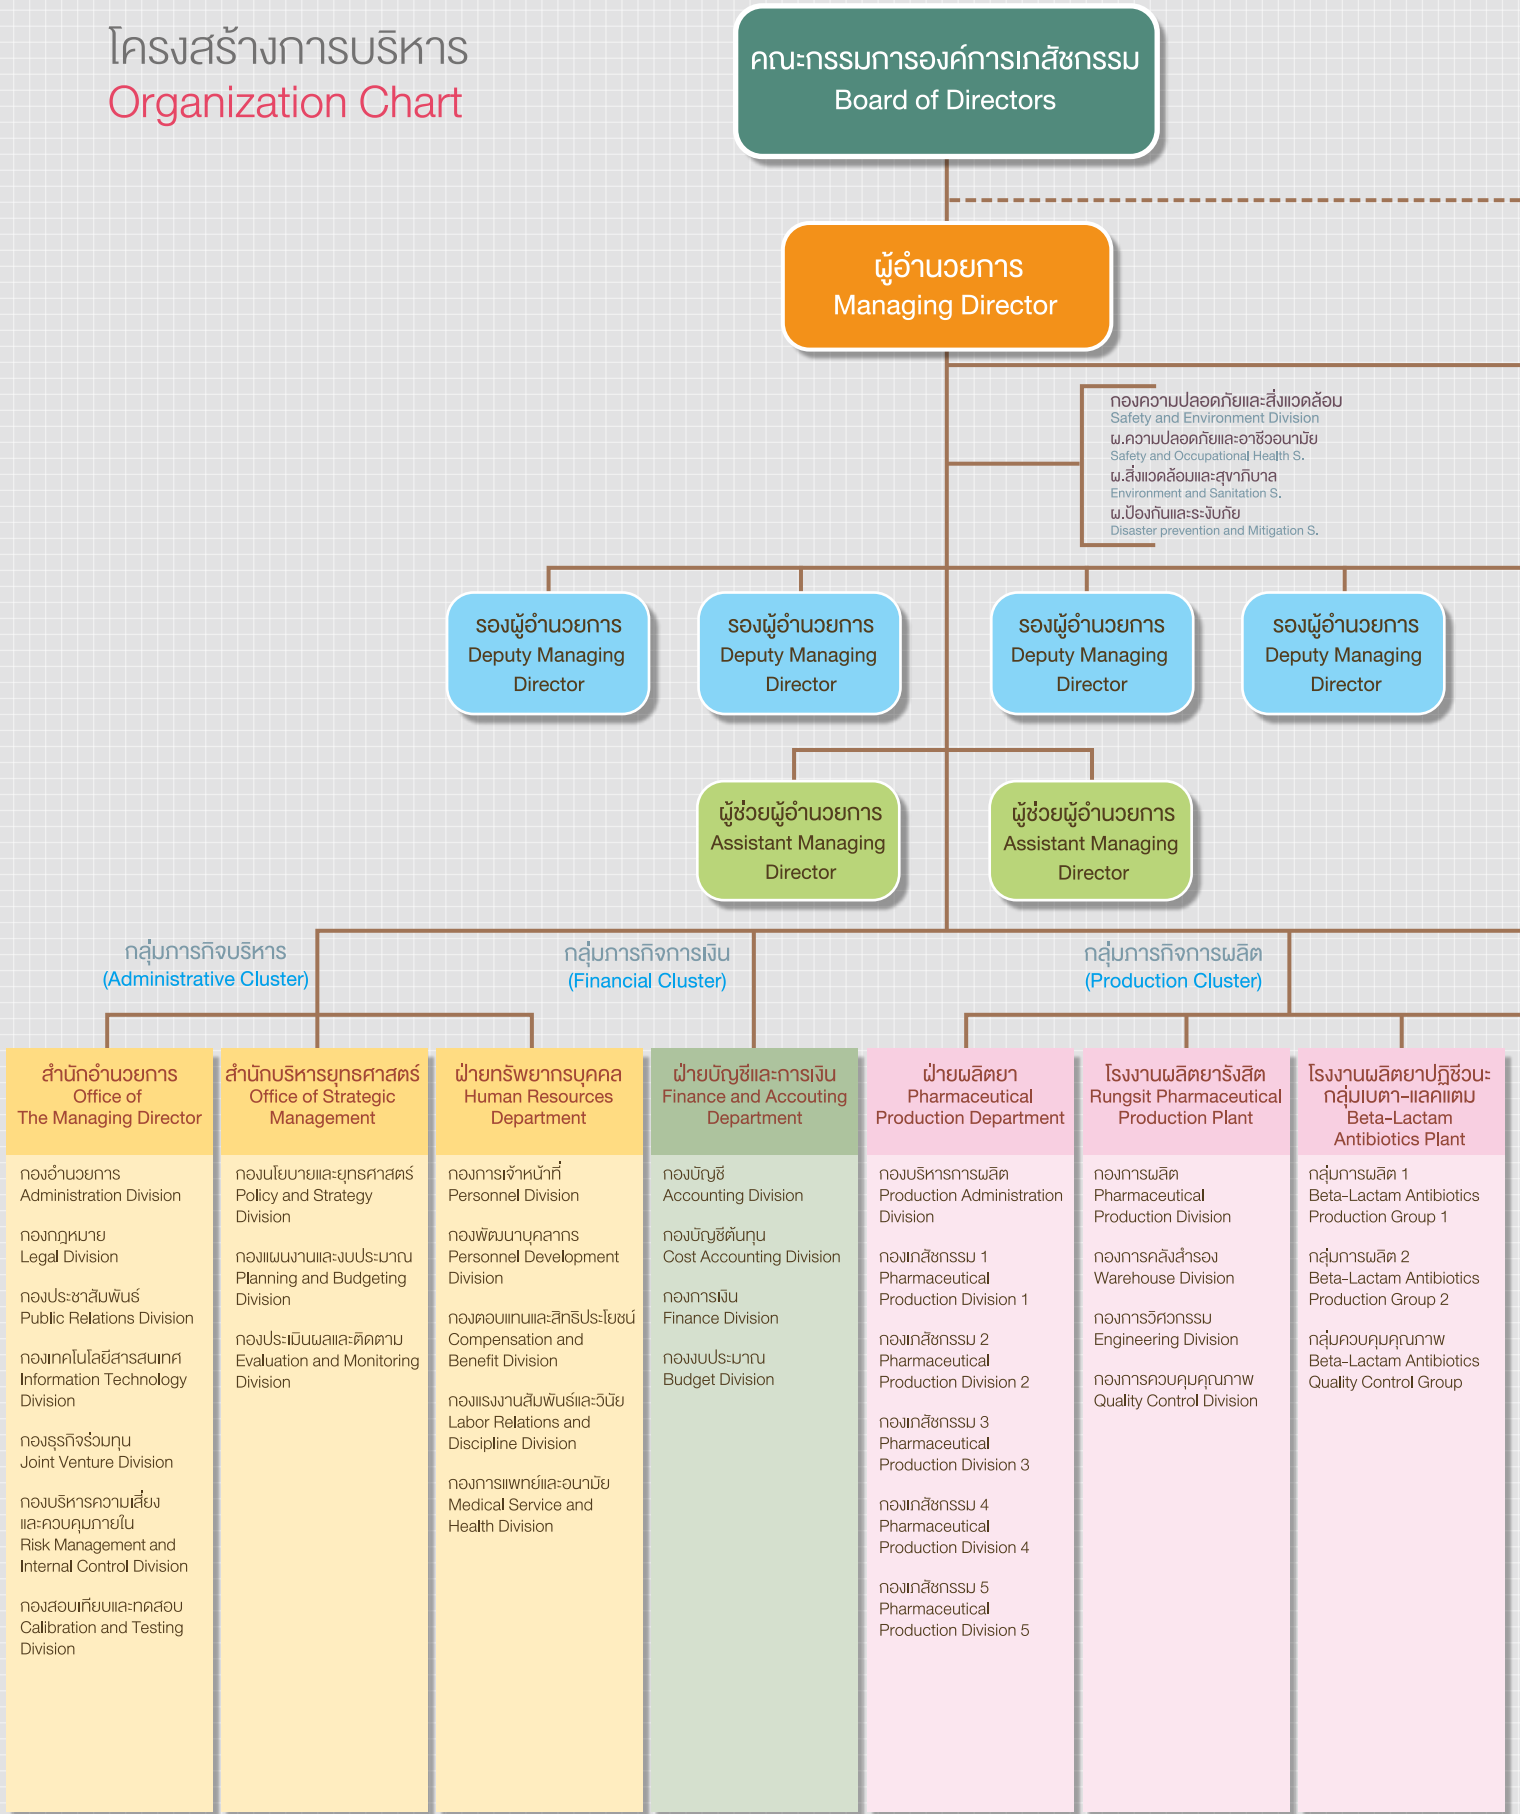 โครงสร้างการบริหาร
Organization Chart
คณะกรรมการองค์การเภสัชกรรม
Board of Directors
ผู้อำนวยการ
Managing Director
กองความปลอดภัยและสิ่งแวดล้อม
Safety and Environment Division
ผ.ความปลอดภัยและอาชีวอนามัย
Safety and Occupational Health S.
ผ.สิ่งแวดล้อมและสุขาภิบาล
Environment and Sanitation S.
ผ.ป้องกันและระงับภัย
Disaster prevention and Mitigation S.
รองผู้อำนวยการ
Deputy Managing
Director
รองผู้อำนวยการ
Deputy Managing
Director
รองผู้อำนวยการ
Deputy Managing
Director
รองผู้อำนวยการ
Deputy Managing
Director
ผู้ช่วยผู้อำนวยการ
Assistant Managing
Director
ผู้ช่วยผู้อำนวยการ
Assistant Managing
Director
กลุ่มภารกิจบริหาร
(Administrative Cluster)
กลุ่มภารกิจการเงิน
(Financial Cluster)
กลุ่มภารกิจการผลิต
(Production Cluster)
สำนักอำนวยการ
Office of
The Managing Director
กองอำนวยการ
Administration Division
กองกฎหมาย
Legal Division
กองประชาสัมพันธ์
Public Relations Division
กองเทคโนโลยีสารสนเทศ
Information Technology
Division
กองธุรกิจร่วมทุน
Joint Venture Division
กองบริหารความเสี่ยง
และควบคุมภายใน
Risk Management and
Internal Control Division
กองสอบเทียบและทดสอบ
Calibration and Testing
Division
สำนักบริหารยุทธศาสตร์
Office of Strategic
Management
กองนโยบายและยุทธศาสตร์
Policy and Strategy
Division
กองแผนงานและงบประมาณ
Planning and Budgeting
Division
กองประเมินผลและติดตาม
Evaluation and Monitoring
Division
ฝ่ายทรัพยากรบุคคล
Human Resources
Department
กองการเจ้าหน้าที่
Personnel Division
กองพัฒนาบุคลากร
Personnel Development
Division
กองตอบแทนและสิทธิประโยชน์
Compensation and
Benefit Division
กองแรงงานสัมพันธ์และวินัย
Labor Relations and
Discipline Division
กองการแพทย์และอนามัย
Medical Service and
Health Division
ฝ่ายบัญชีและการเงิน
Finance and Accouting
Department
กองบัญชี
Accounting Division
กองบัญชีต้นทุน
Cost Accounting Division
กองการเงิน
Finance Division
กองงบประมาณ
Budget Division
ฝ่ายผลิตยา
Pharmaceutical
Production Department
กองบริหารการผลิต
Production Administration
Division
กองเภสัชกรรม 1
Pharmaceutical
Production Division 1
กองเภสัชกรรม 2
Pharmaceutical
Production Division 2
กองเภสัชกรรม 3
Pharmaceutical
Production Division 3
กองเภสัชกรรม 4
Pharmaceutical
Production Division 4
กองเภสัชกรรม 5
Pharmaceutical
Production Division 5
โรงงานผลิตยารังสิต
Rungsit Pharmaceutical
Production Plant
กองการผลิต
Pharmaceutical
Production Division
กองการคลังสำรอง
Warehouse Division
กองการวิศวกรรม
Engineering Division
กองการควบคุมคุณภาพ
Quality Control Division
โรงงานผลิตยาปฏิชีวนะ
กลุ่มเบตา-แลคแตม
Beta-Lactam
Antibiotics Plant
กลุ่มการผลิต 1
Beta-Lactam Antibiotics
Production Group 1
กลุ่มการผลิต 2
Beta-Lactam Antibiotics
Production Group 2
กลุ่มควบคุมคุณภาพ
Beta-Lactam Antibiotics
Quality Control Group